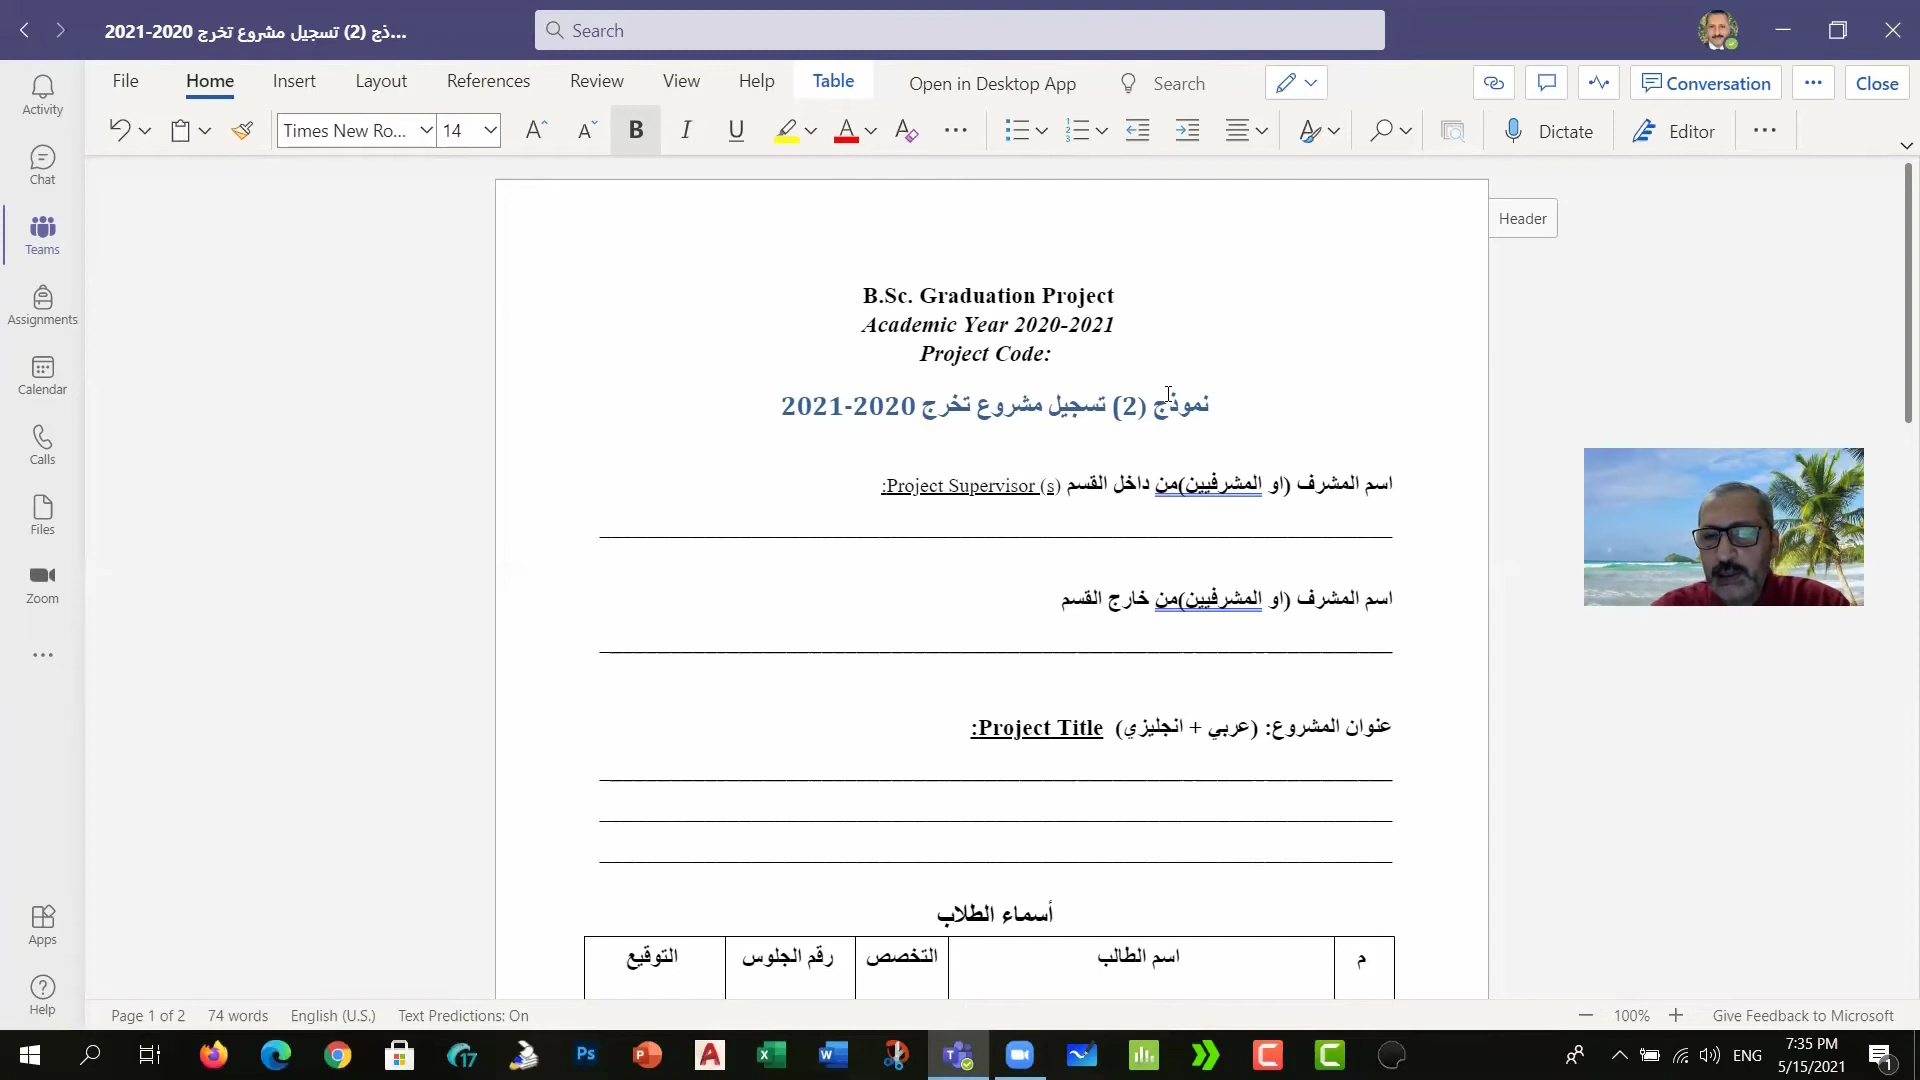 ...ذج (2) تسجيل مشروع تخرج 2020-2021
Search
File Home Insert Layout References Review View Help Table Open in Desktop App Search Conversation Close
Times New Ro... 14 Dictate Editor
Activity
Chat
Teams
Assignments
Calendar
Calls
Files
Zoom
Apps
Help
Header
B.Sc. Graduation Project
Academic Year 2020-2021
Project Code:
نموذج (2) تسجيل مشروع تخرج 2020-2021
اسم المشرف (او المشرفيين)من داخل القسم Project Supervisor (s):
اسم المشرف (او المشرفيين)من خارج القسم
عنوان المشروع: (عربي + انجليزي) Project Title:
أسماء الطلاب
م اسم الطالب التخصص رقم الجلوس التوقيع
Page 1 of 2 74 words English (U.S.) Text Predictions: On 100% Give Feedback to Microsoft
17 Ps ENG 7:35 PM
5/15/2021 1